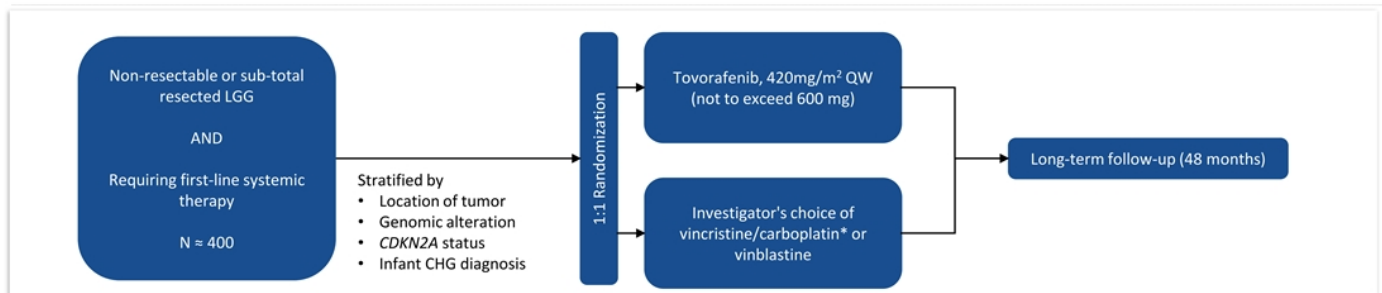 Non-resectable or sub-total
resected LGG
AND
Requiring first-line systemic
therapy
N ≈ 400
Stratified by
• Location of tumor
• Genomic alteration
• CDKN2A status
• Infant CHG diagnosis
1:1 Randomization
Tovorafenib, 420mg/m² QW
(not to exceed 600 mg)
Investigator's choice of
vincristine/carboplatin* or
vinblastine
Long-term follow-up (48 months)